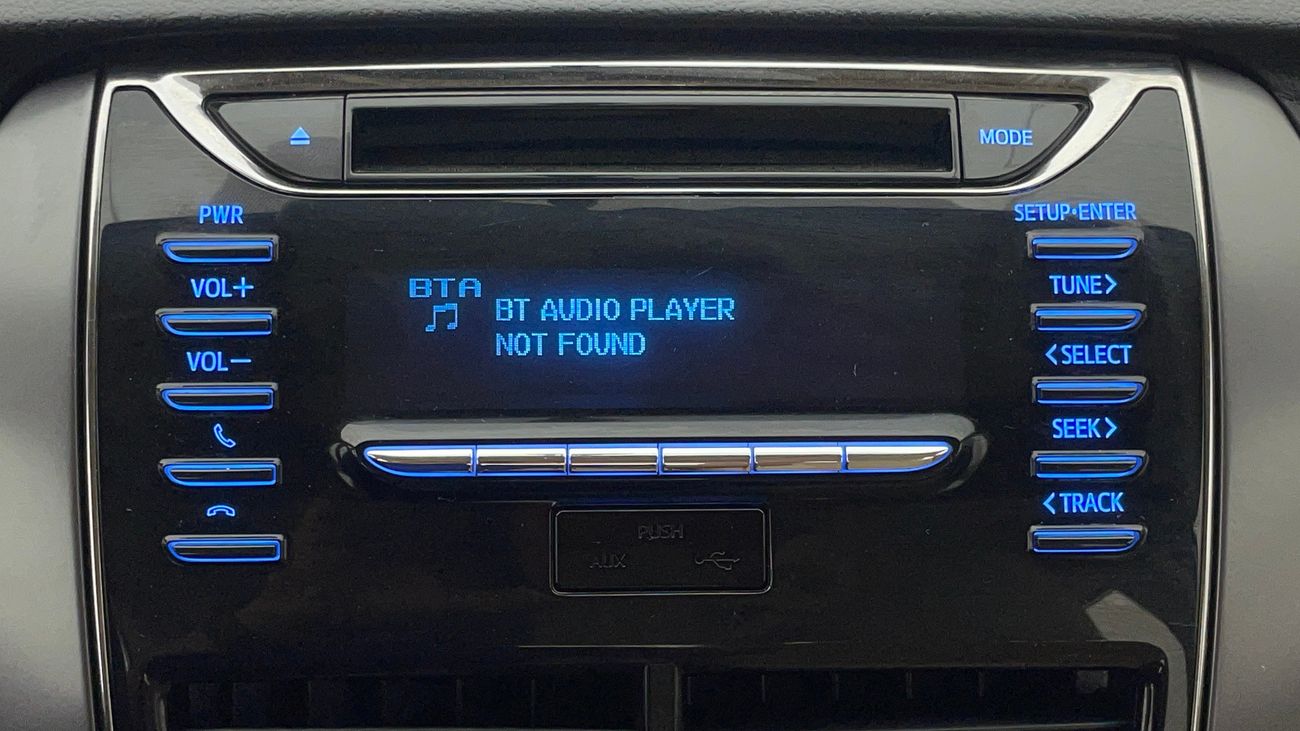 MODE
PWR
SETUP•ENTER
VOL+
TUNE>
BTA
BT AUDIO PLAYER
NOT FOUND
VOL−
<SELECT
SEEK>
<TRACK
PUSH
AUX